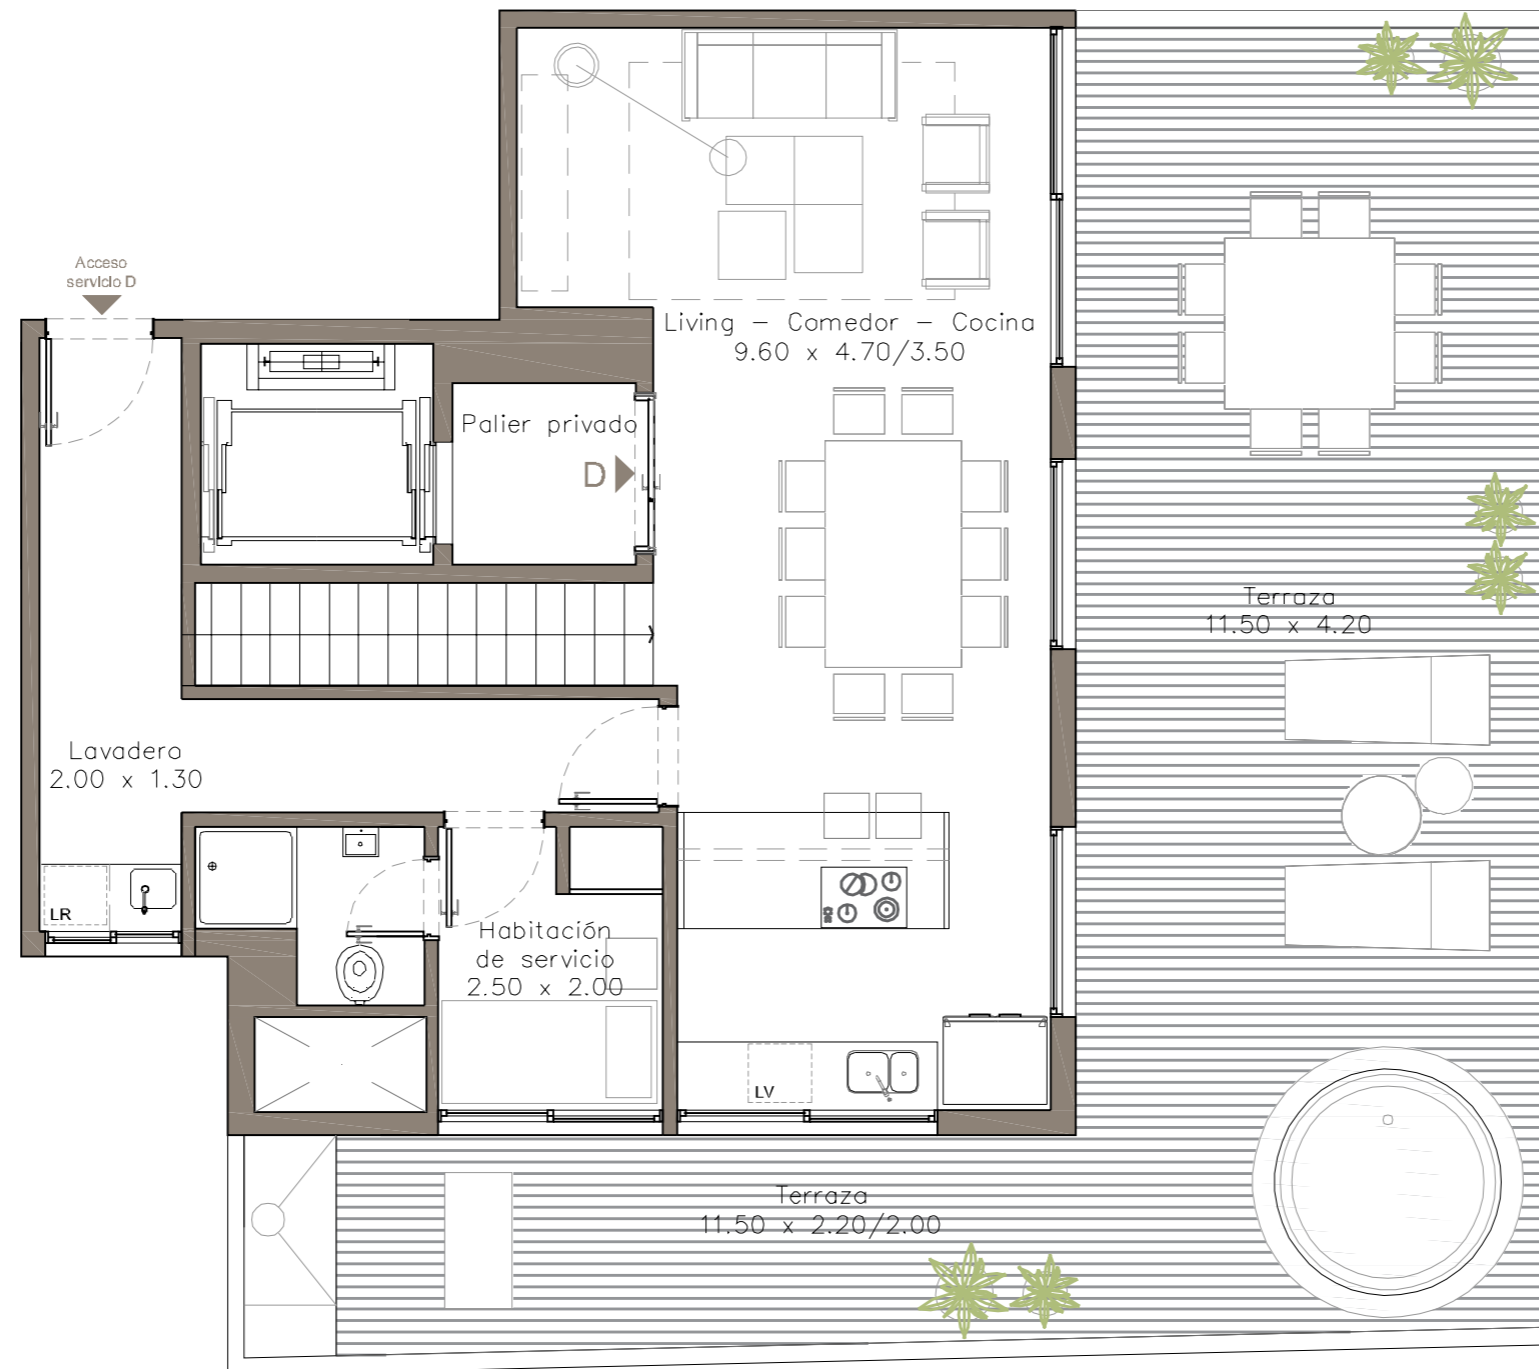 Acceso
servicio D
Living – Comedor – Cocina
9.60 x 4.70/3.50
Palier privado
D
Terraza
11.50 x 4.20
Lavadero
2.00 x 1.30
LR
Habitación
de servicio
2.50 x 2.00
LV
Terraza
11.50 x 2.20/2.00